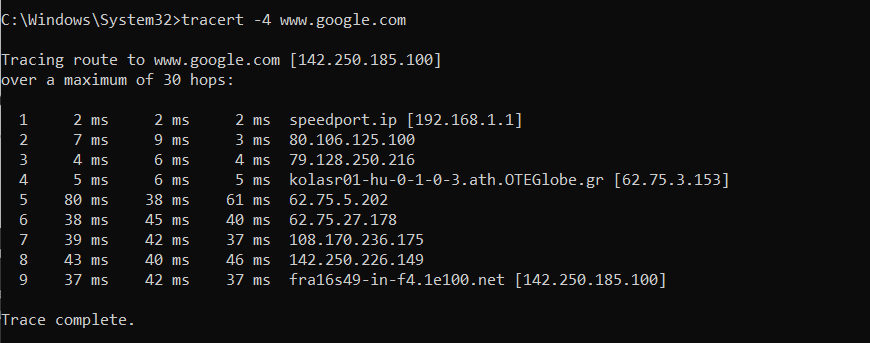 C:\Windows\System32>tracert -4 www.google.com
Tracing route to www.google.com [142.250.185.100]
over a maximum of 30 hops:
1 2 ms 2 ms 2 ms speedport.ip [192.168.1.1]
2 7 ms 9 ms 3 ms 80.106.125.100
3 4 ms 6 ms 4 ms 79.128.250.216
4 5 ms 6 ms 5 ms kolasr01-hu-0-1-0-3.ath.OTEGlobe.gr [62.75.3.153]
5 80 ms 38 ms 61 ms 62.75.5.202
6 38 ms 45 ms 40 ms 62.75.27.178
7 39 ms 42 ms 37 ms 108.170.236.175
8 43 ms 40 ms 46 ms 142.250.226.149
9 37 ms 42 ms 37 ms fra16s49-in-f4.1e100.net [142.250.185.100]
Trace complete.